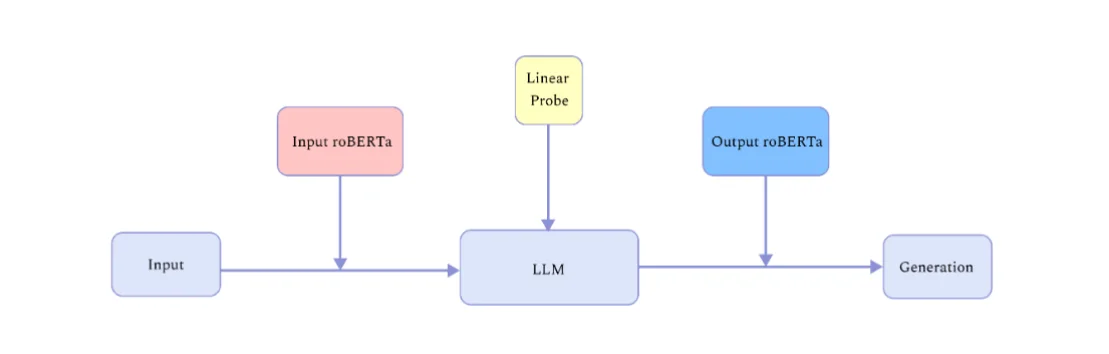 Linear
Probe
Input roBERTa
Output roBERTa
Input
LLM
Generation